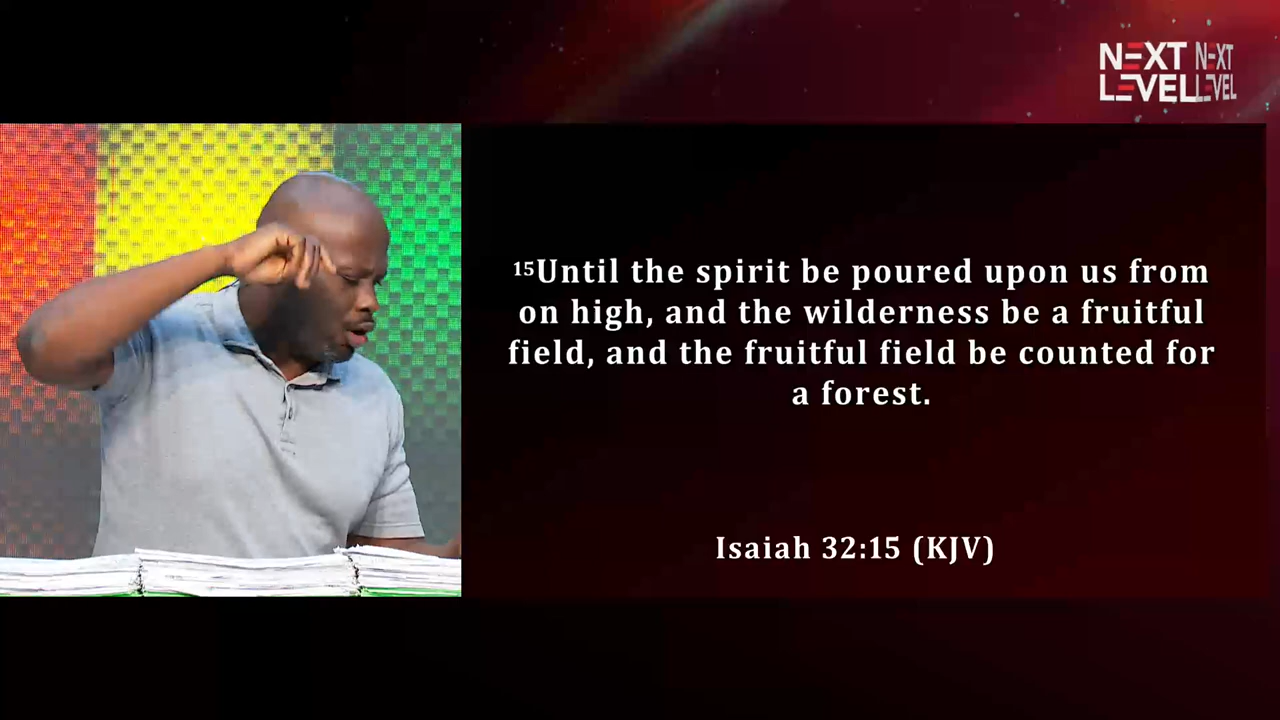 NEXT NEXT
LEVEL LEVEL
15Until the spirit be poured upon us from
on high, and the wilderness be a fruitful
field, and the fruitful field be counted for
a forest.
Isaiah 32:15 (KJV)